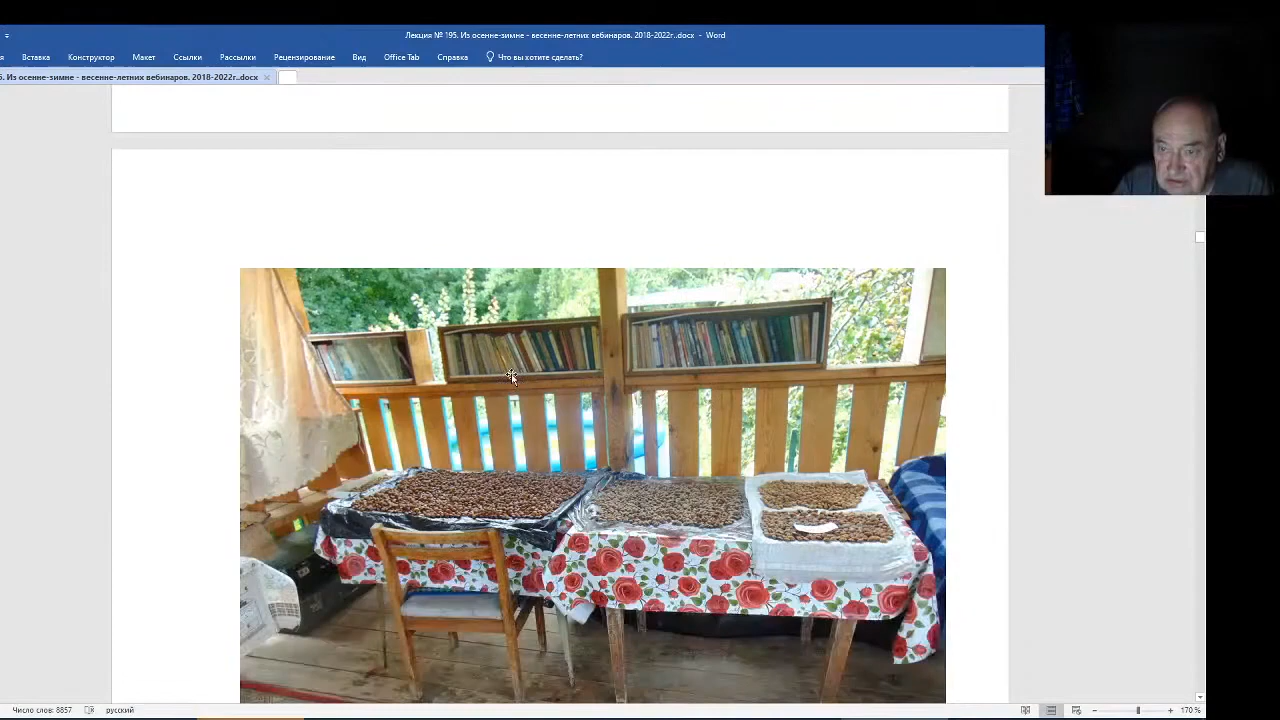 Лекция № 195. Из осенне-зимне - весенне-летних вебинаров. 2018-2022г..docx - Word
Вставка Конструктор Макет Ссылки Рассылки Рецензирование Вид Office Tab Справка Что вы хотите сделать?
5. Из осенне-зимне - весенне-летних вебинаров. 2018-2022г..docx
Число слов: 8857 русский 170 %